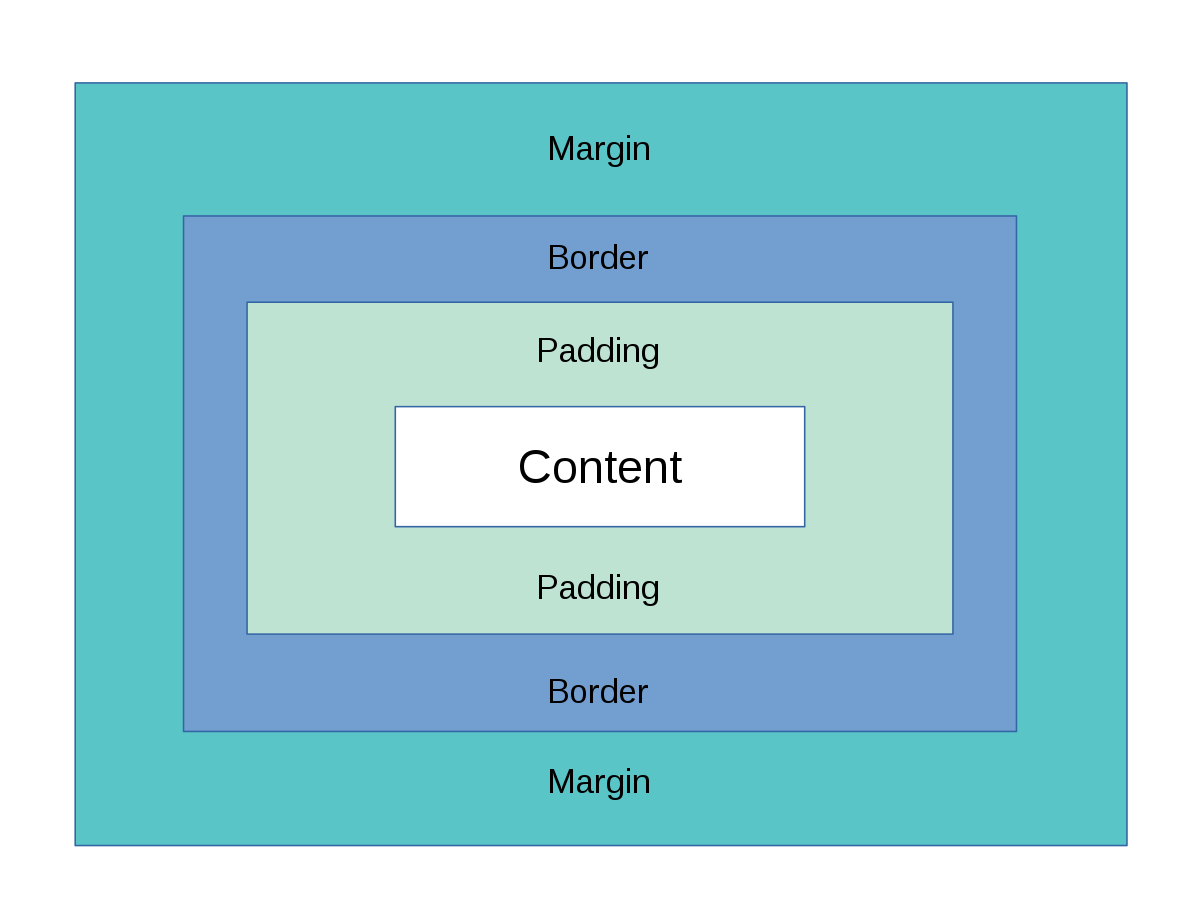 Margin
Border
Padding
Content
Padding
Border
Margin